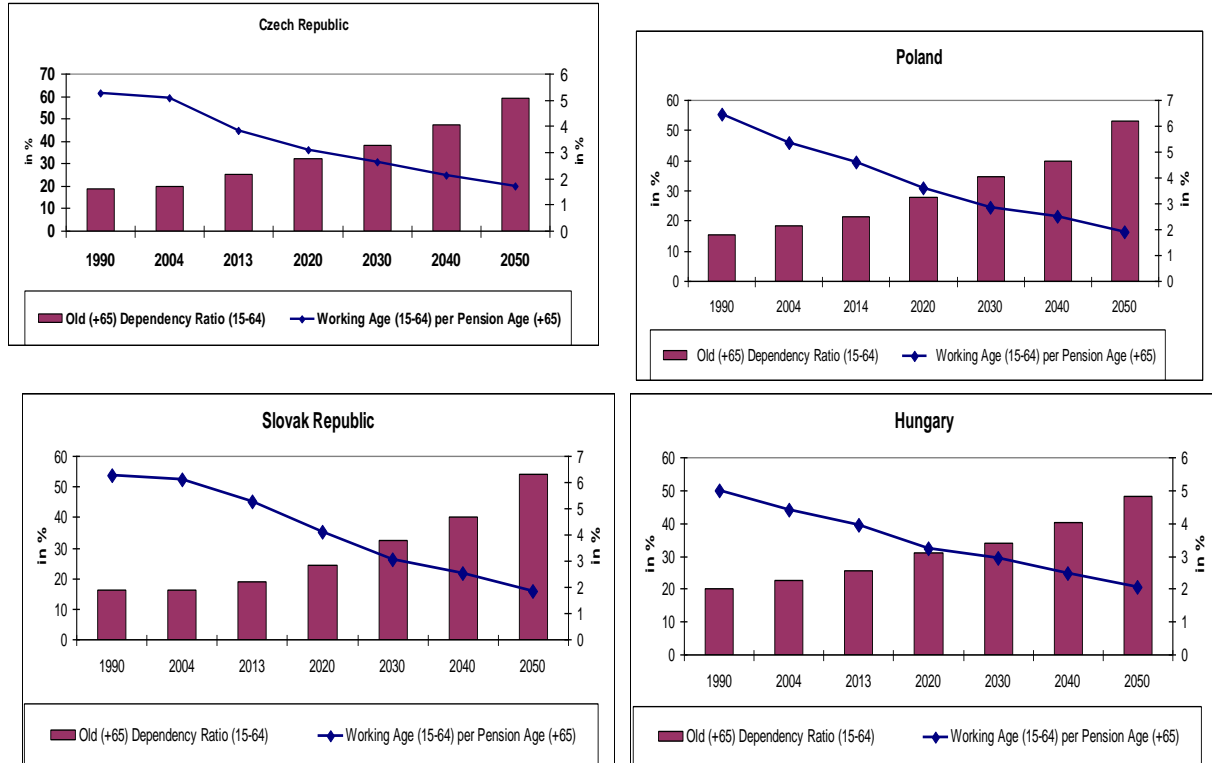 Czech Republic
70
60
50
40
30
20
10
0
in %
6
5
4
3
2
1
0
in %
1990 2004 2013 2020 2030 2040 2050
Old (+65) Dependency Ratio (15-64) Working Age (15-64) per Pension Age (+65)
Poland
60
50
40
30
20
10
0
in %
7
6
5
4
3
2
1
0
in %
1990 2004 2014 2020 2030 2040 2050
Old (+65) Dependency Ratio (15-64) Working Age (15-64) per Pension Age (+65)
Slovak Republic
60
50
40
30
20
10
0
in %
7
6
5
4
3
2
1
0
in %
1990 2004 2013 2020 2030 2040 2050
Old (+65) Dependency Ratio (15-64) Working Age (15-64) per Pension Age (+65)
Hungary
60
50
40
30
20
10
0
in %
6
5
4
3
2
1
0
in %
1990 2004 2013 2020 2030 2040 2050
Old (+65) Dependency Ratio (15-64) Working Age (15-64) per Pension Age (+65)